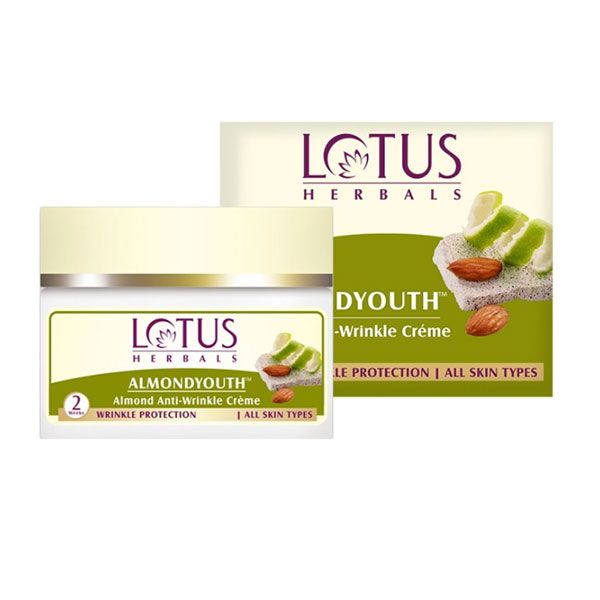 LOTUS
HERBALS
DYOUTH™
-Wrinkle Créme
KLE PROTECTION | ALL SKIN TYPES
LOTUS
HERBALS
ALMONDYOUTH™
Almond Anti-Wrinkle Crème
2
Weeks
WRINKLE PROTECTION | ALL SKIN TYPES